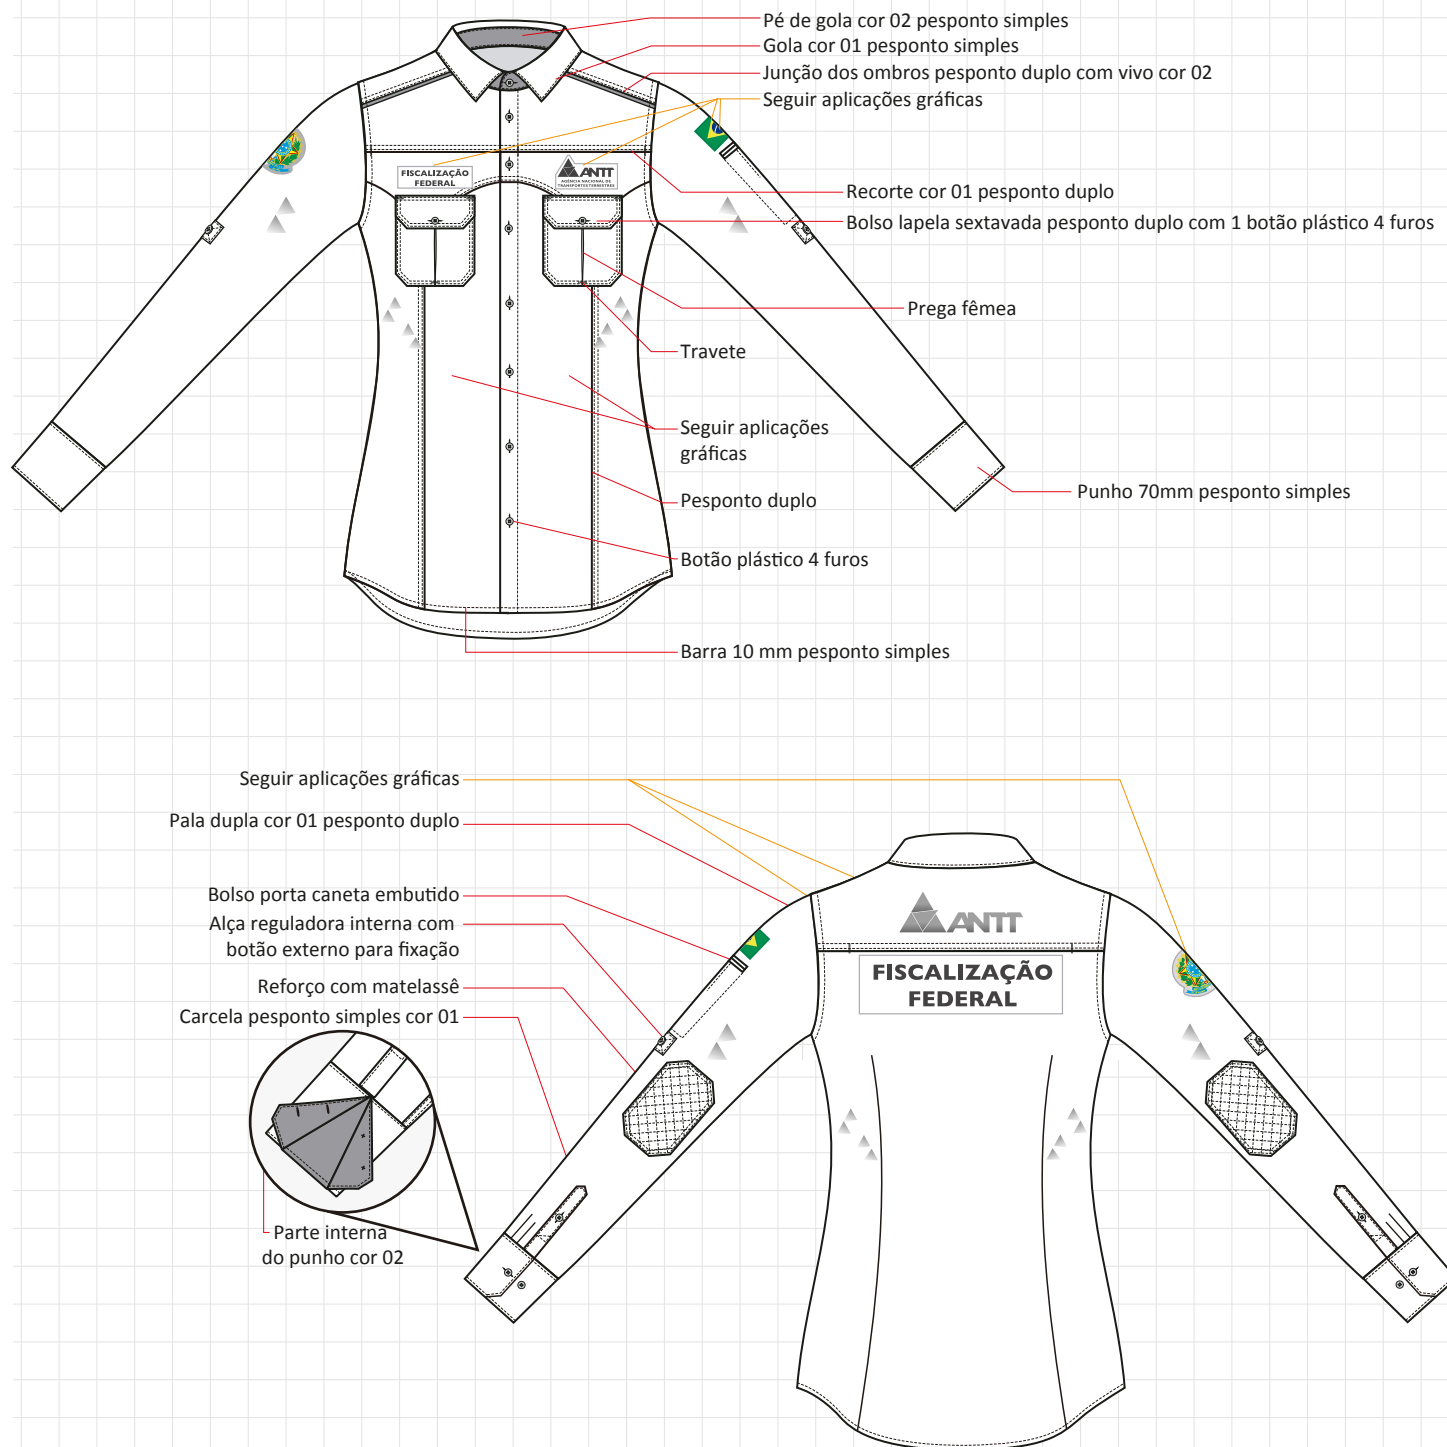 Pé de gola cor 02 pesponto simples
Gola cor 01 pesponto simples
Junção dos ombros pesponto duplo com vivo cor 02
Seguir aplicações gráficas
FISCALIZAÇÃO
FEDERAL
ANTT
AGÊNCIA NACIONAL DE
TRANSPORTES TERRESTRES
Recorte cor 01 pesponto duplo
Bolso lapela sextavada pesponto duplo com 1 botão plástico 4 furos
Prega fêmea
Travete
Seguir aplicações
gráficas
Punho 70mm pesponto simples
Pesponto duplo
Botão plástico 4 furos
Barra 10 mm pesponto simples
Seguir aplicações gráficas
Pala dupla cor 01 pesponto duplo
Bolso porta caneta embutido
Alça reguladora interna com
botão externo para fixação
Reforço com matelassê
Carcela pesponto simples cor 01
Parte interna
do punho cor 02
ANTT
FISCALIZAÇÃO
FEDERAL